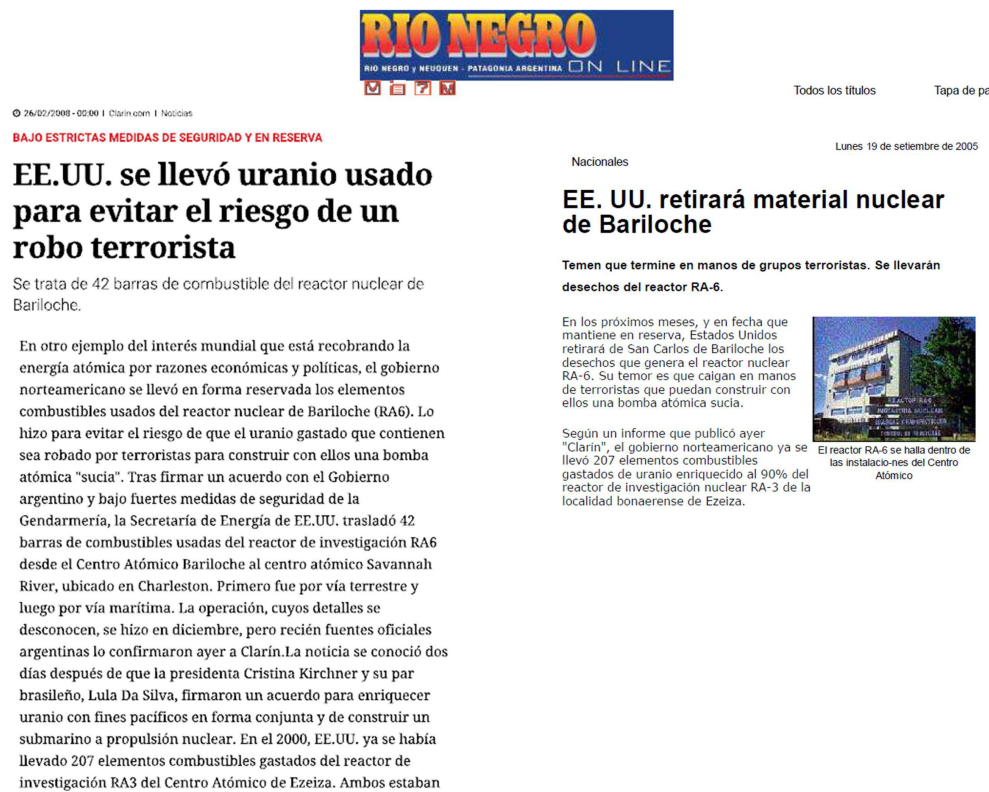 RIO NEGRO
RIO NEGRO y NEUQUEN - PATAGONIA ARGENTINA ON LINE
Todos los títulos Tapa de pa
26/02/2008 - 00:00 | Clarín.com | Noticias
BAJO ESTRICTAS MEDIDAS DE SEGURIDAD Y EN RESERVA
EE.UU. se llevó uranio usado
para evitar el riesgo de un
robo terrorista
Se trata de 42 barras de combustible del reactor nuclear de
Bariloche.
En otro ejemplo del interés mundial que está recobrando la
energía atómica por razones económicas y políticas, el gobierno
norteamericano se llevó en forma reservada los elementos
combustibles usados del reactor nuclear de Bariloche (RA6). Lo
hizo para evitar el riesgo de que el uranio gastado que contienen
sea robado por terroristas para construir con ellos una bomba
atómica "sucia". Tras firmar un acuerdo con el Gobierno
argentino y bajo fuertes medidas de seguridad de la
Gendarmería, la Secretaría de Energía de EE.UU. trasladó 42
barras de combustibles usadas del reactor de investigación RA6
desde el Centro Atómico Bariloche al centro atómico Savannah
River, ubicado en Charleston. Primero fue por vía terrestre y
luego por vía marítima. La operación, cuyos detalles se
desconocen, se hizo en diciembre, pero recién fuentes oficiales
argentinas lo confirmaron ayer a Clarín.La noticia se conoció dos
días después de que la presidenta Cristina Kirchner y su par
brasileño, Lula Da Silva, firmaron un acuerdo para enriquecer
uranio con fines pacíficos en forma conjunta y de construir un
submarino a propulsión nuclear. En el 2000, EE.UU. ya se había
llevado 207 elementos combustibles gastados del reactor de
investigación RA3 del Centro Atómico de Ezeiza. Ambos estaban
Lunes 19 de setiembre de 2005
Nacionales
EE. UU. retirará material nuclear
de Bariloche
Temen que termine en manos de grupos terroristas. Se llevarán
desechos del reactor RA-6.
En los próximos meses, y en fecha que
mantiene en reserva, Estados Unidos
retirará de San Carlos de Bariloche los
desechos que genera el reactor nuclear
RA-6. Su temor es que caigan en manos
de terroristas que puedan construir con
ellos una bomba atómica sucia.
Según un informe que publicó ayer
"Clarín", el gobierno norteamericano ya se
llevó 207 elementos combustibles
gastados de uranio enriquecido al 90% del
reactor de investigación nuclear RA-3 de la
localidad bonaerense de Ezeiza.
REACTOR RA6
INGENIERIA NUCLEAR
El reactor RA-6 se halla dentro de
las instalacio-nes del Centro
Atómico